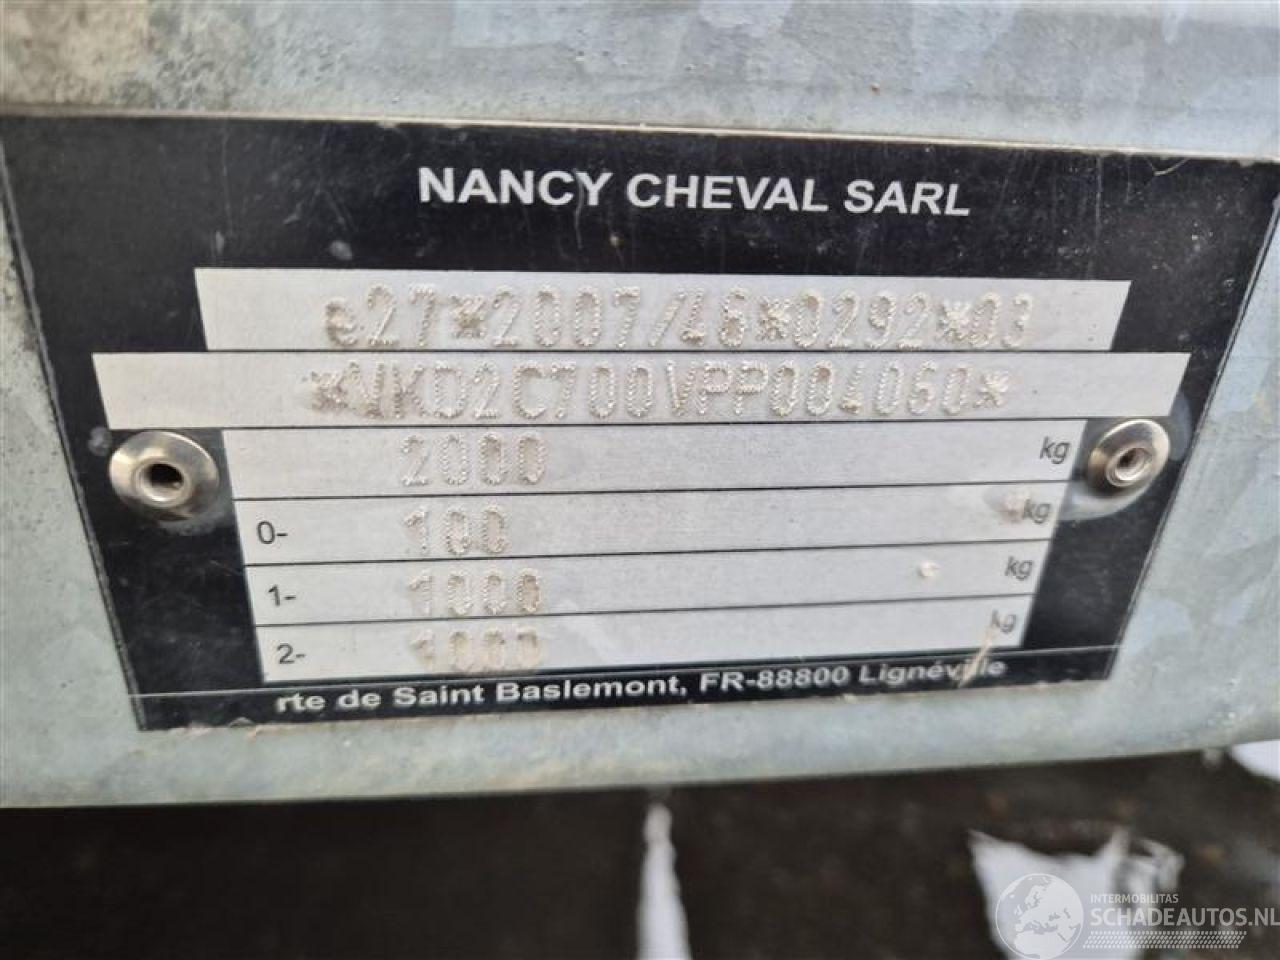 NANCY CHEVAL SARL
e27*2007/46*0292*03
*VKD2C700VPP004060*
2000 kg
0- 100 kg
1- 1000 kg
2- 1000 kg
rte de Saint Baslemont, FR-88800 Lignéville
INTERMOBILITAS
SCHADEAUTOS.NL